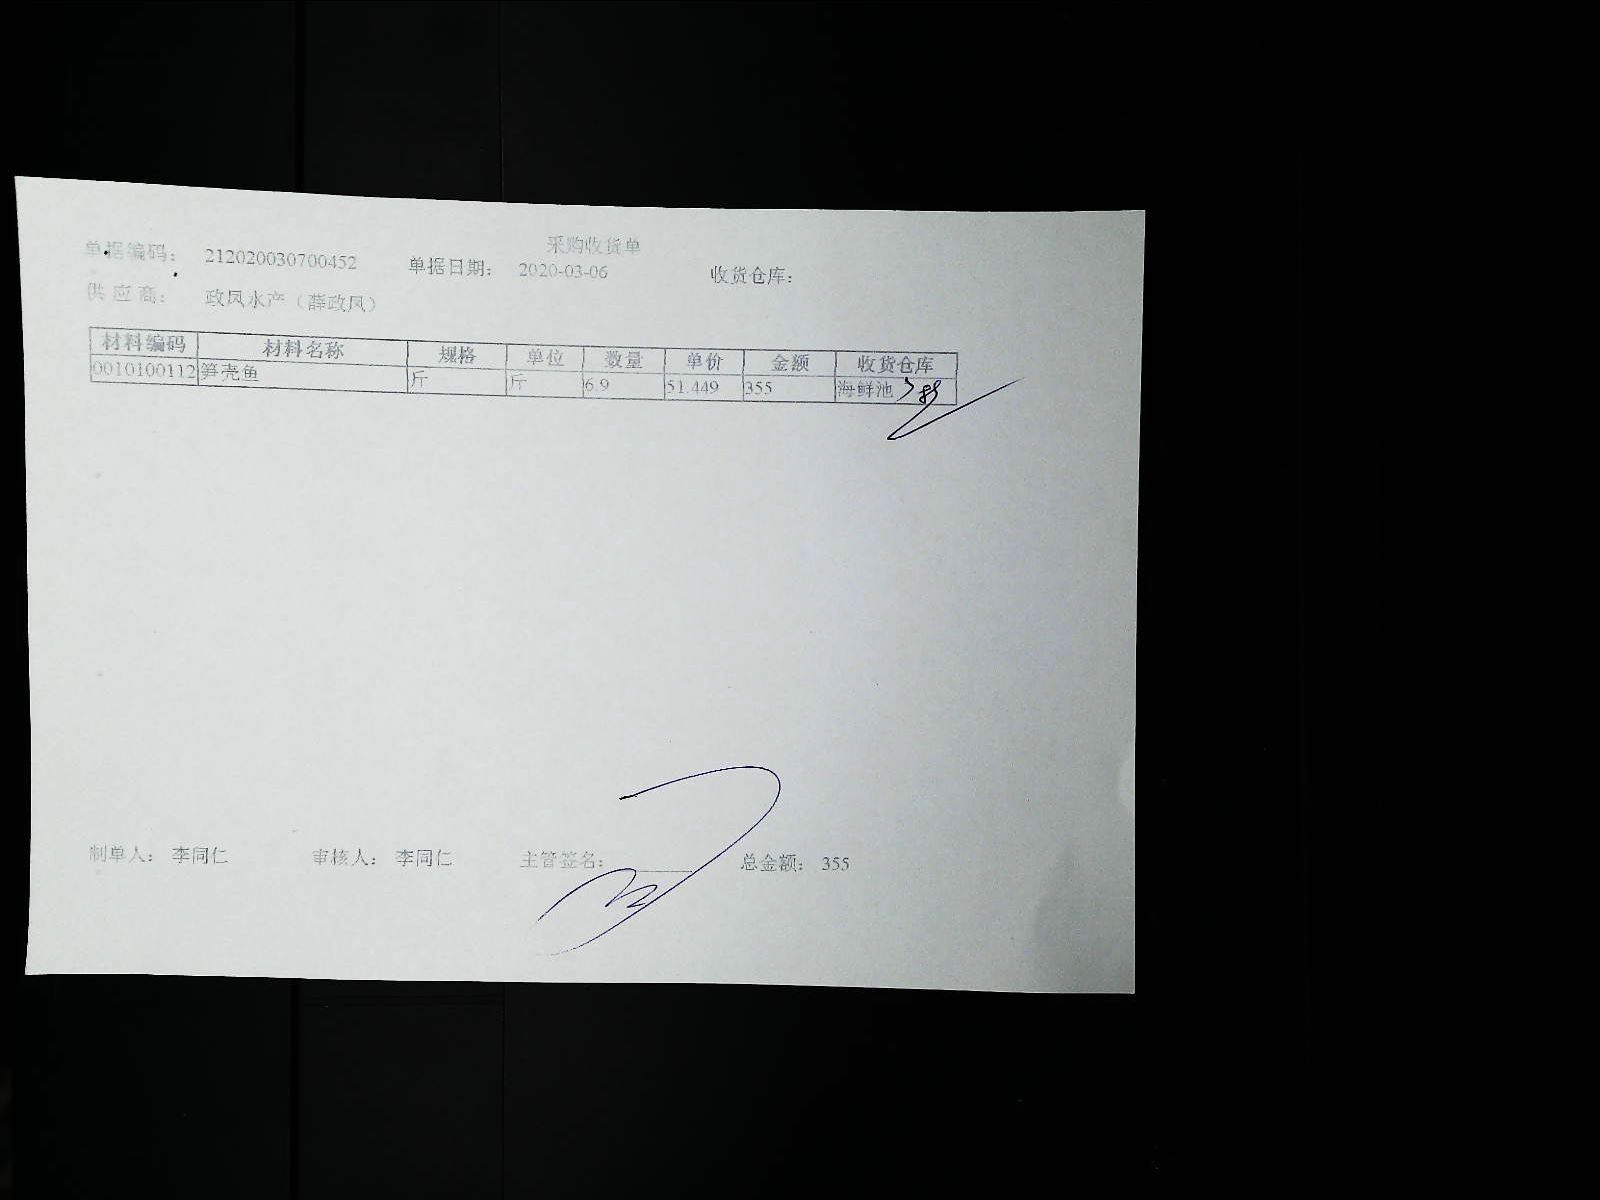 采购收货单
单据编码： 212020030700452 单据日期： 2020-03-06 收货仓库：
供应商： 政凤水产（薛政凤）
材料编码 材料名称 规格 单位 数量 单价 金额 收货仓库
0010100112 笋壳鱼 斤 斤 6.9 51.449 355 海鲜池
制单人： 李同仁 审核人： 李同仁 主管签名： 总金额： 355